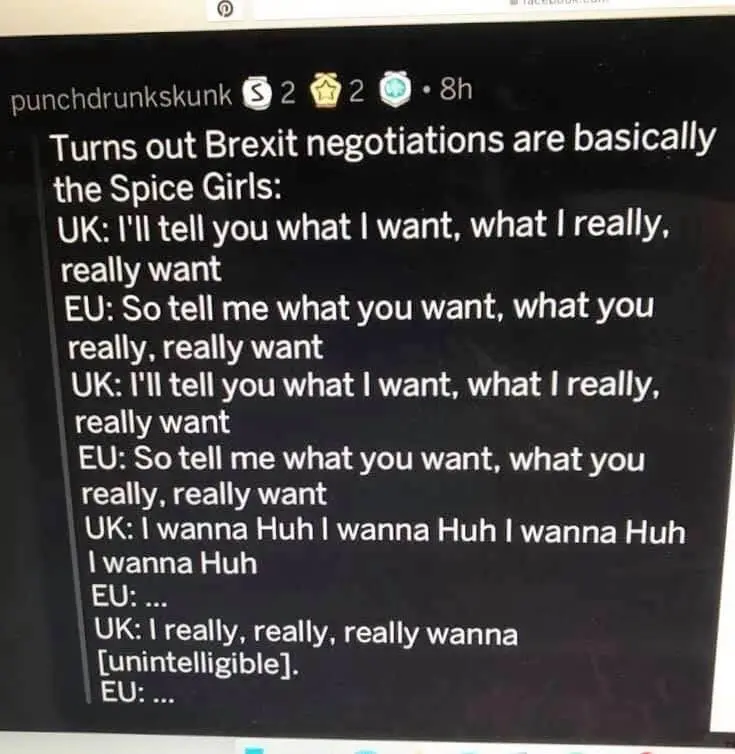 punchdrunkskunk S 2 2 • 8h
Turns out Brexit negotiations are basically
the Spice Girls:
UK: I'll tell you what I want, what I really,
really want
EU: So tell me what you want, what you
really, really want
UK: I'll tell you what I want, what I really,
really want
EU: So tell me what you want, what you
really, really want
UK: I wanna Huh I wanna Huh I wanna Huh
I wanna Huh
EU: ...
UK: I really, really, really wanna
[unintelligible].
EU: ...